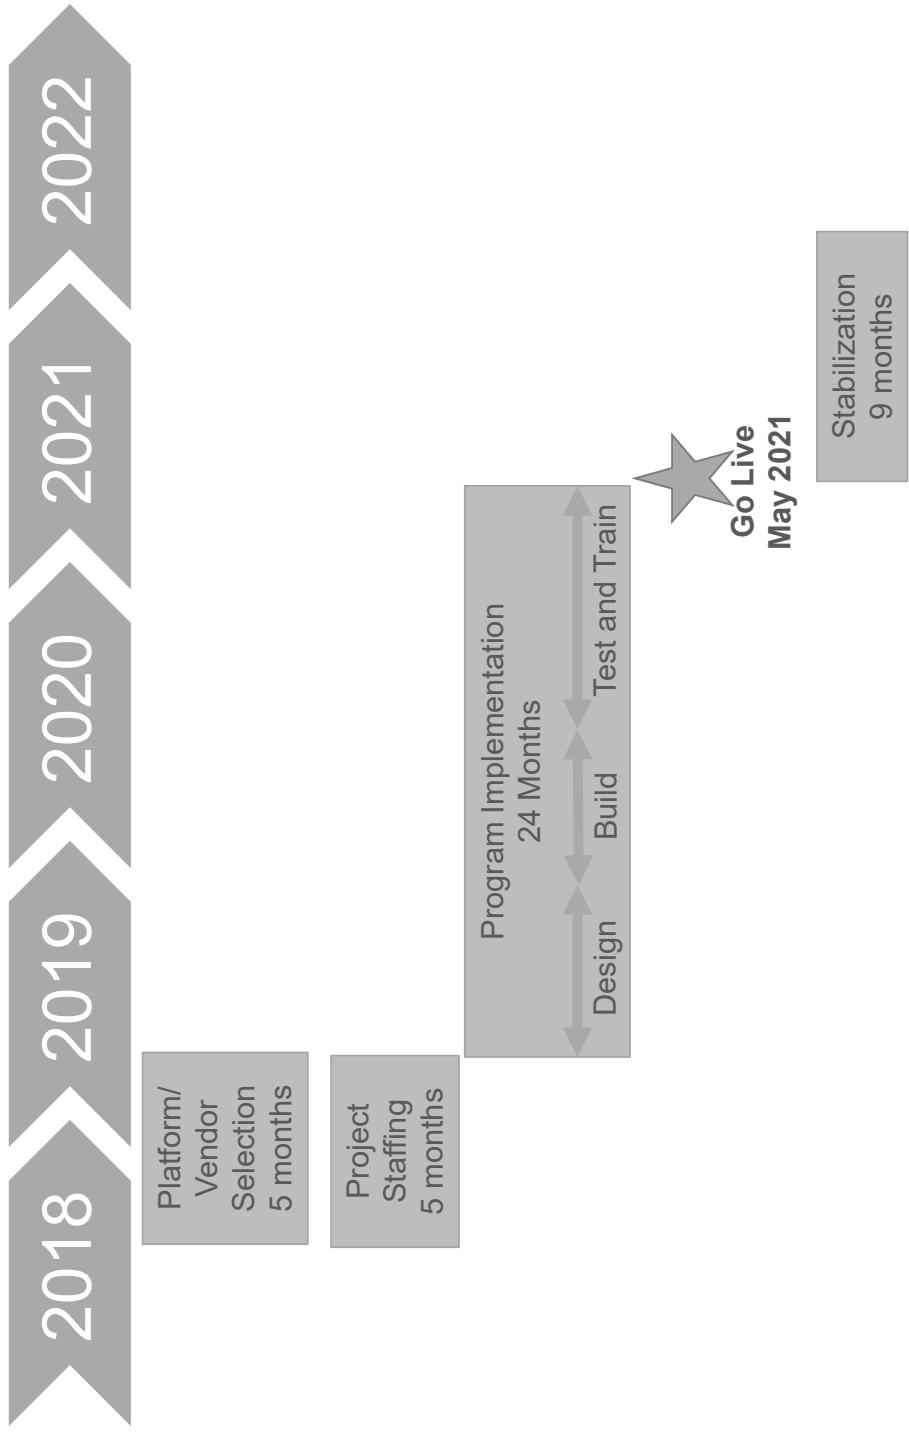 2018
2019
2020
2021
2022
Platform/
Vendor
Selection
5 months
Project
Staffing
5 months
Program Implementation
24 Months
Design
Build
Test and Train
Go Live
May 2021
Stabilization
9 months